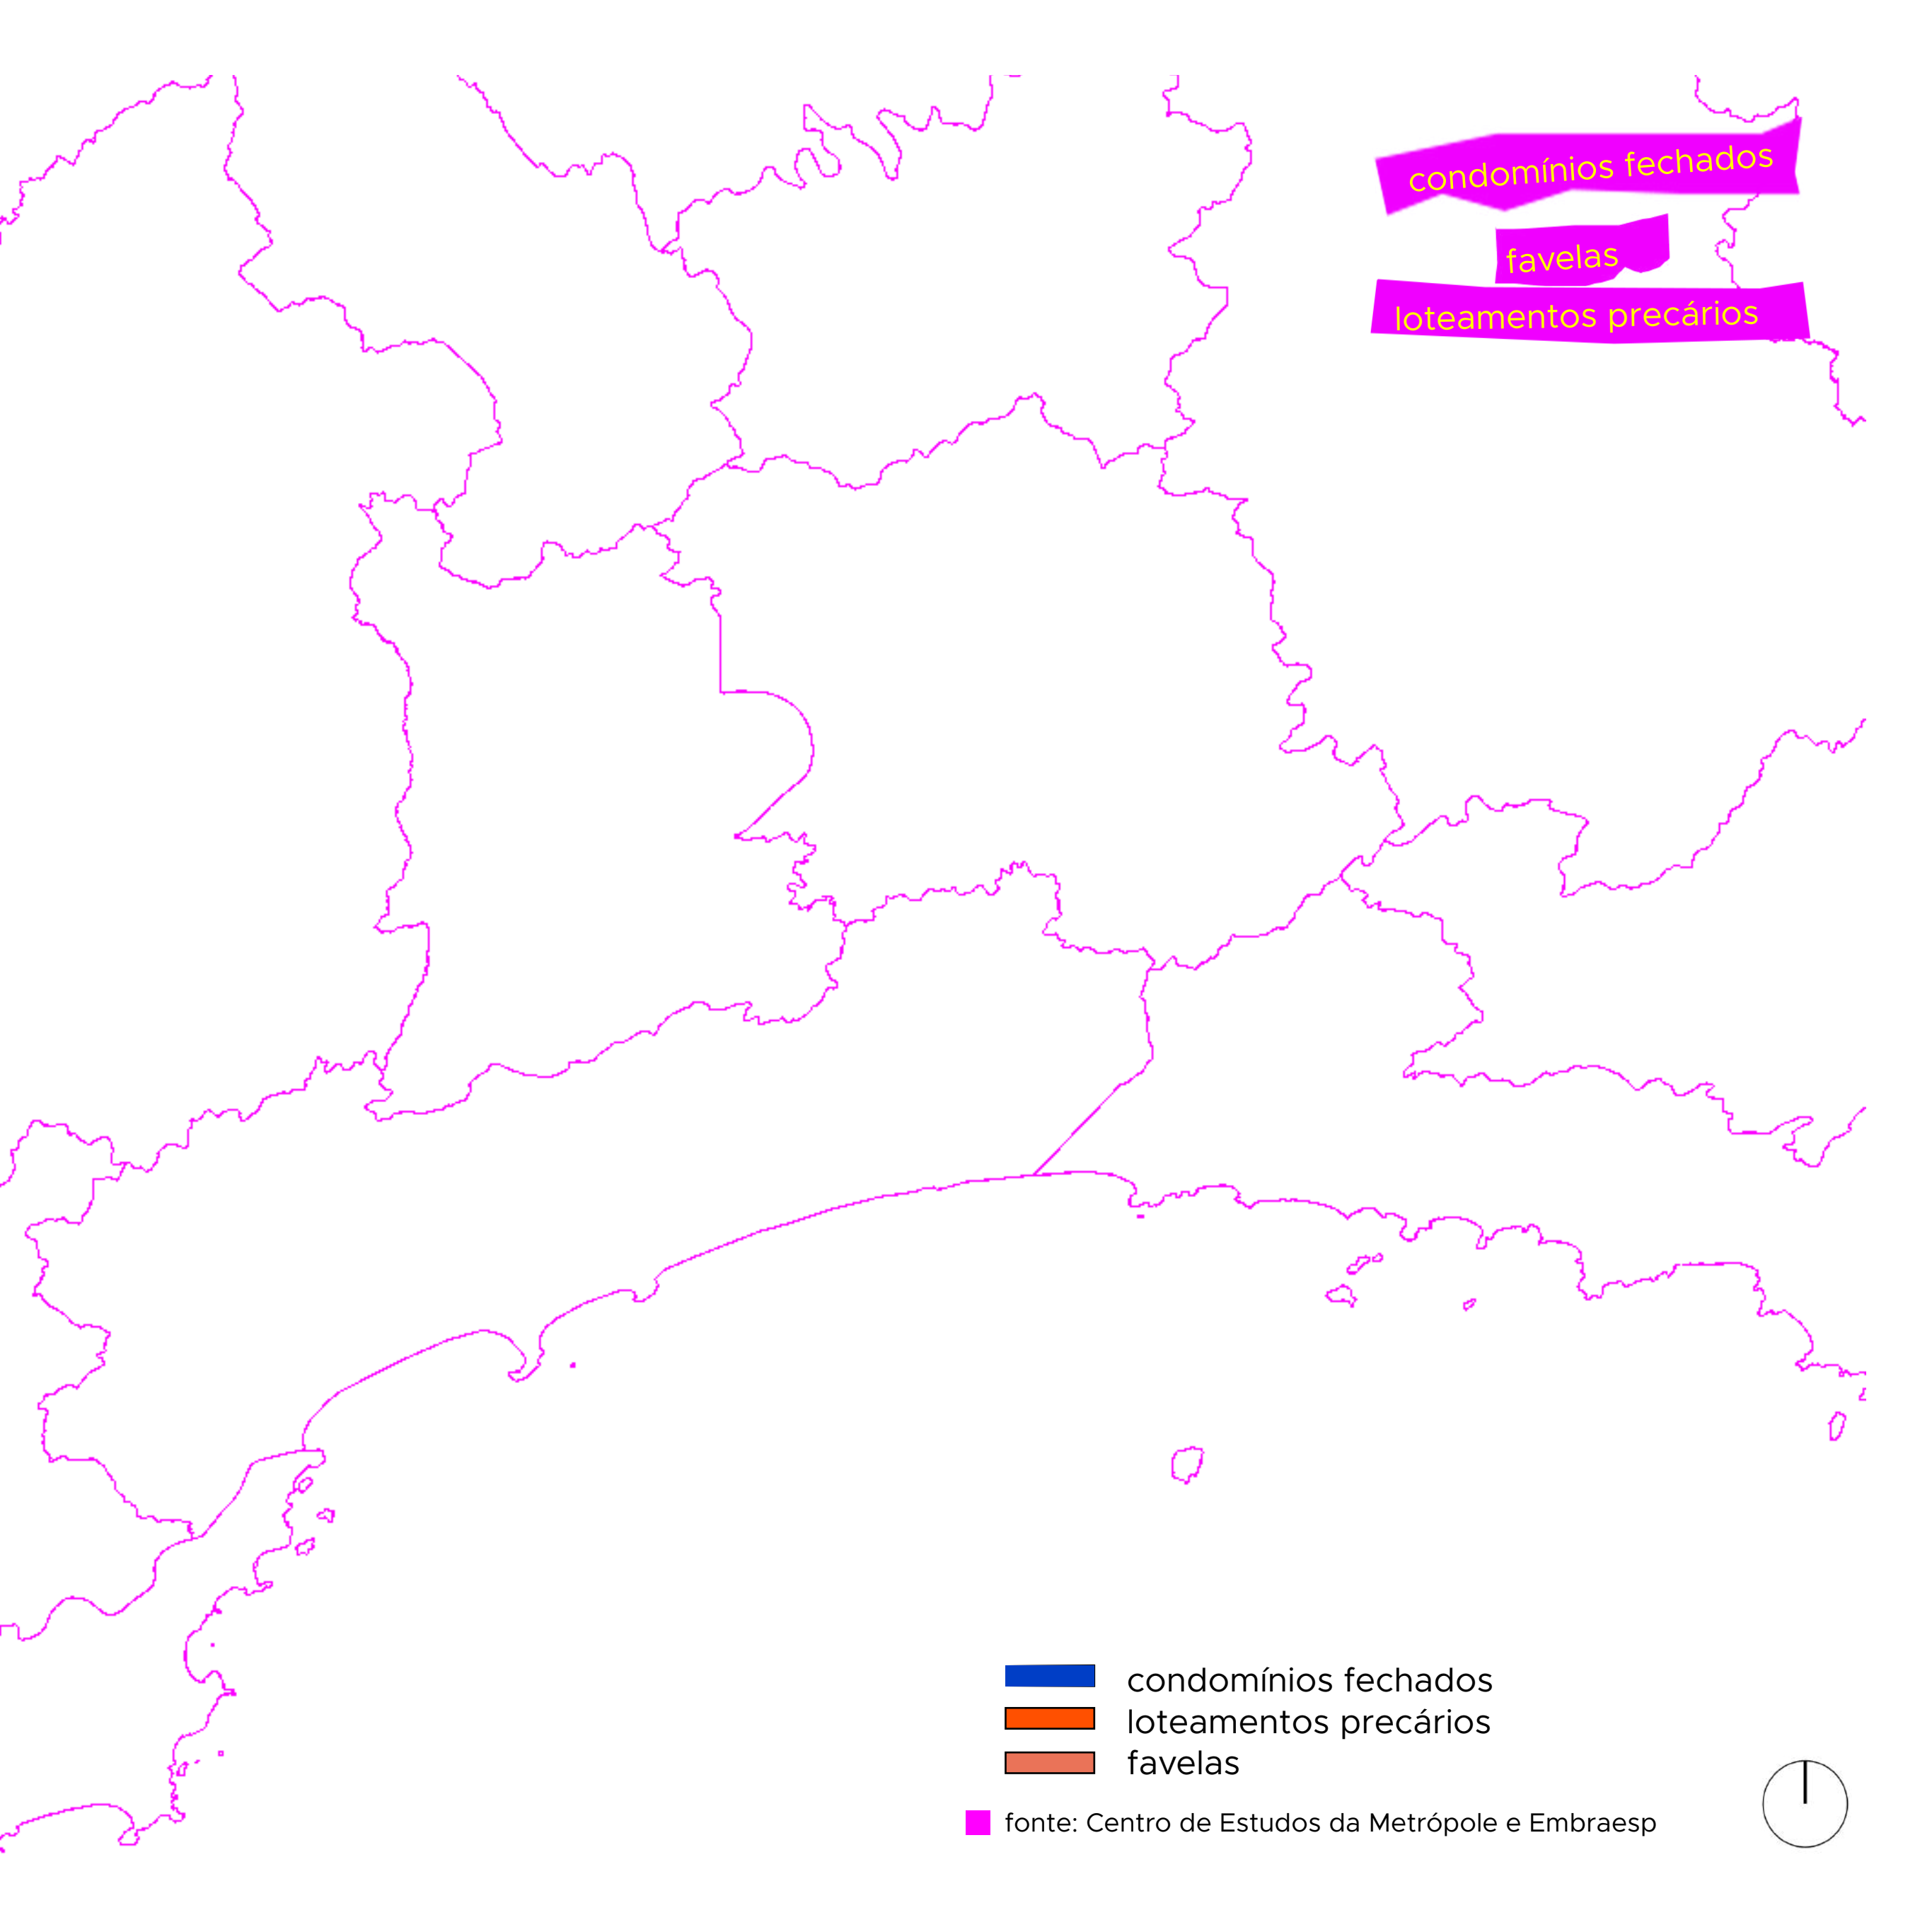 condomínios fechados
favelas
loteamentos precários
condomínios fechados
loteamentos precários
favelas
fonte: Centro de Estudos da Metrópole e Embraesp